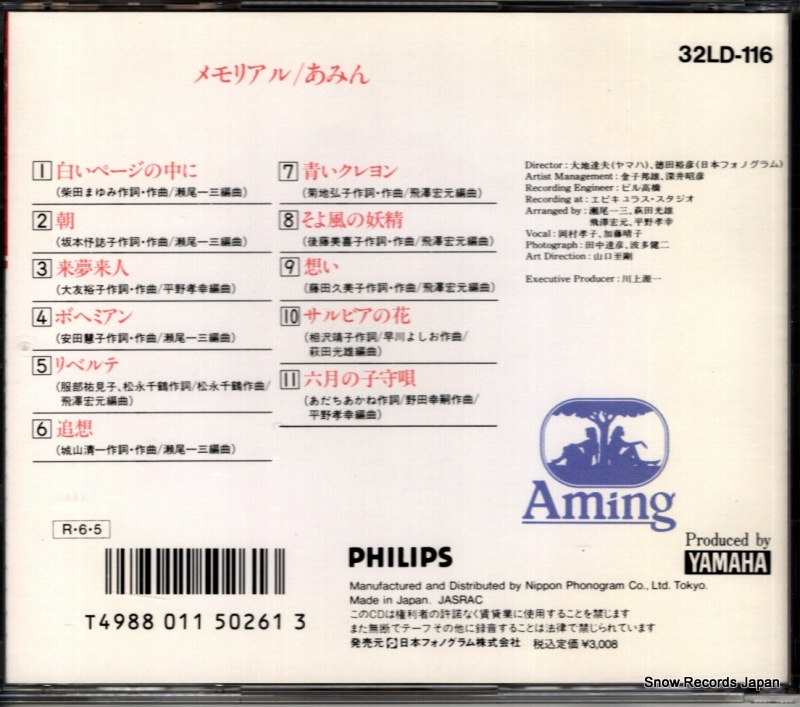 32LD-116
メモリアル/あみん
1 白いページの中に
(柴田まゆみ作詞・作曲/瀬尾一三編曲)
2 朝
(坂本忬誌子作詞・作曲/瀬尾一三編曲)
3 来夢来人
(大友裕子作詞・作曲/平野孝幸編曲)
4 ボヘミアン
(安田慧子作詞・作曲/瀬尾一三編曲)
5 リベルテ
(服部祐見子、松永千鶴作詞/松永千鶴作曲/
飛澤宏元編曲)
6 追想
(城山清一作詞・作曲/瀬尾一三編曲)
7 青いクレヨン
(菊地弘子作詞・作曲/飛澤宏元編曲)
8 そよ風の妖精
(後藤美喜子作詞・作曲/飛澤宏元編曲)
9 想い
(藤田久美子作詞・作曲/飛澤宏元編曲)
10 サルビアの花
(相沢靖子作詞/早川よしお作曲/
萩田光雄編曲)
11 六月の子守唄
(あだちあかね作詞/野田幸嗣作曲/
平野孝幸編曲)
Director : 大地達夫(ヤマハ)、徳田裕彦(日本フォノグラム)
Artist Management : 金子邦雄、深井昭彦
Recording Engineer : ビル高橋
Recording at : エピキュラス・スタジオ
Arranged by : 瀬尾一三、萩田光雄
飛澤宏元、平野孝幸
Vocal : 岡村孝子、加藤晴子
Photograph : 田中達彦、波多健二
Art Direction : 山口至剛
Executive Producer : 川上源一
Aming
Produced by
YAMAHA
R・6・5
T4988 011 50261 3
PHILIPS
Manufactured and Distributed by Nippon Phonogram Co., Ltd. Tokyo.
Made in Japan. JASRAC
このCDは権利者の許諾なく賃貸業に使用することを禁じます
また無断でテープその他に録音することは法律で禁じられています
発売元 日本フォノグラム株式会社 税込定価¥3,008
Snow Records Japan